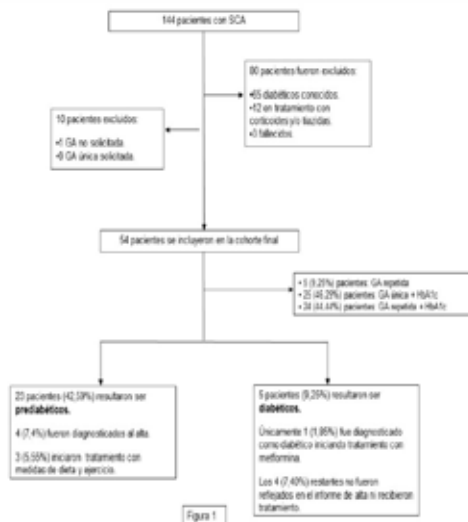 144 pacientes con SCA
80 pacientes fueron excluidos:
•65 diabéticos conocidos.
•12 en tratamiento con
corticoides y/o tiazidas.
•3 fallecidos.
10 pacientes excluidos:
•1 GA no solicitada
•9 GA única solicitada.
54 pacientes se incluyeron en la cohorte final
• 5 (9,25%) pacientes: GA repetida
• 25 (46,29%) pacientes: GA única + HbA1c
• 24 (44,44%) pacientes: GA repetida + HbA1c
23 pacientes (42,59%) resultaron ser
prediabéticos.
4 (7,4%) fueron diagnosticados al alta.
3 (5,55%) iniciaron tratamiento con
medidas de dieta y ejercicio.
5 pacientes (9,25%) resultaron ser
diabéticos.
Únicamente 1 (1,85%) fue diagnosticado
como diabético iniciando tratamiento con
metformina.
Los 4 (7,40%) restantes no fueron
reflejados en el informe de alta ni recibieron
tratamiento.
Figura 1